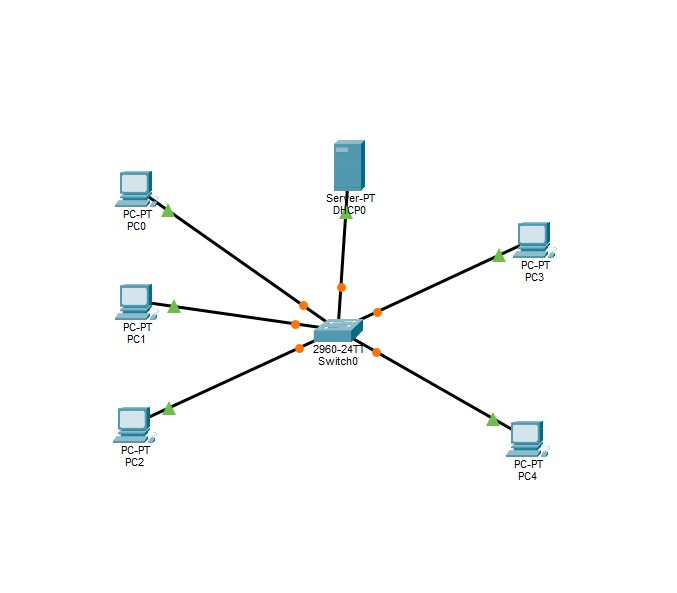 PC-PT
PC0
Server-PT
DHCP0
PC-PT
PC3
PC-PT
PC1
2960-24TT
Switch0
PC-PT
PC2
PC-PT
PC4